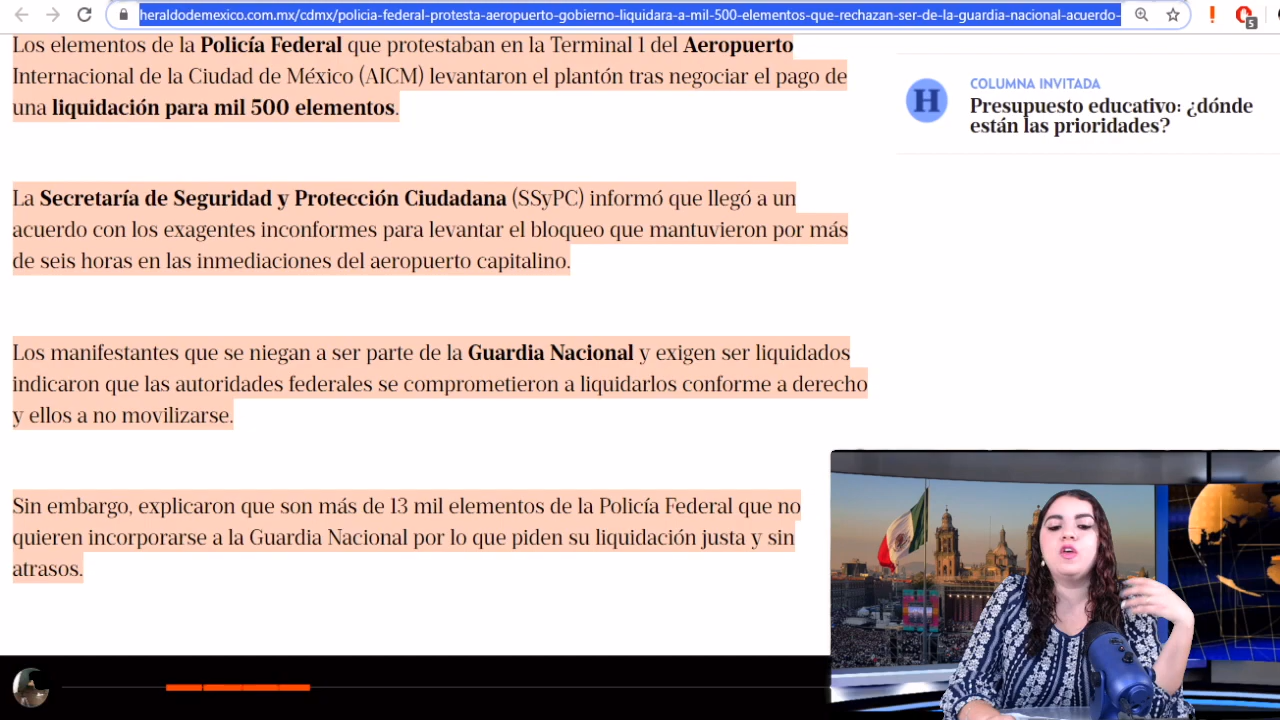 heraldodemexico.com.mx/cdmx/policia-federal-protesta-aeropuerto-gobierno-liquidara-a-mil-500-elementos-que-rechazan-ser-de-la-guardia-nacional-acuerdo-
5
Los elementos de la Policía Federal que protestaban en la Terminal 1 del Aeropuerto
Internacional de la Ciudad de México (AICM) levantaron el plantón tras negociar el pago de
una liquidación para mil 500 elementos.
H
COLUMNA INVITADA
Presupuesto educativo: ¿dónde
están las prioridades?
La Secretaría de Seguridad y Protección Ciudadana (SSyPC) informó que llegó a un
acuerdo con los exagentes inconformes para levantar el bloqueo que mantuvieron por más
de seis horas en las inmediaciones del aeropuerto capitalino.
Los manifestantes que se niegan a ser parte de la Guardia Nacional y exigen ser liquidados
indicaron que las autoridades federales se comprometieron a liquidarlos conforme a derecho
y ellos a no movilizarse.
Sin embargo, explicaron que son más de 13 mil elementos de la Policía Federal que no
quieren incorporarse a la Guardia Nacional por lo que piden su liquidación justa y sin
atrasos.